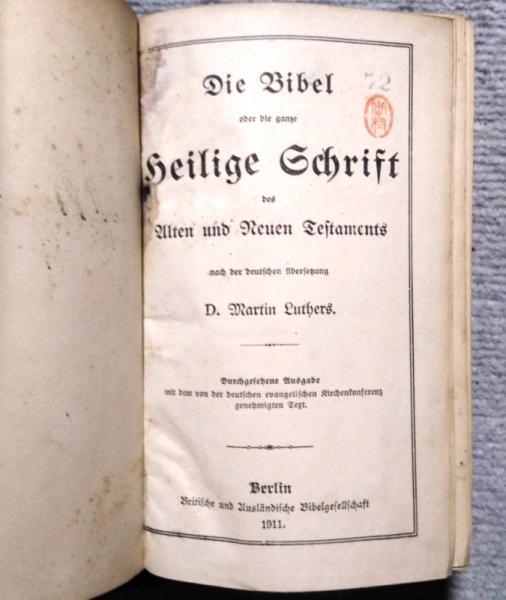 Die Bibel
72
oder die ganze
Heilige Schrift
des
Alten und Neuen Testaments
nach der deutschen Übersetzung
D. Martin Luthers.
Durchgesehene Ausgabe
mit dem von der deutschen evangelischen Kirchenkonferenz
genehmigten Text.
Berlin
Britische und Ausländische Bibelgesellschaft
1911.